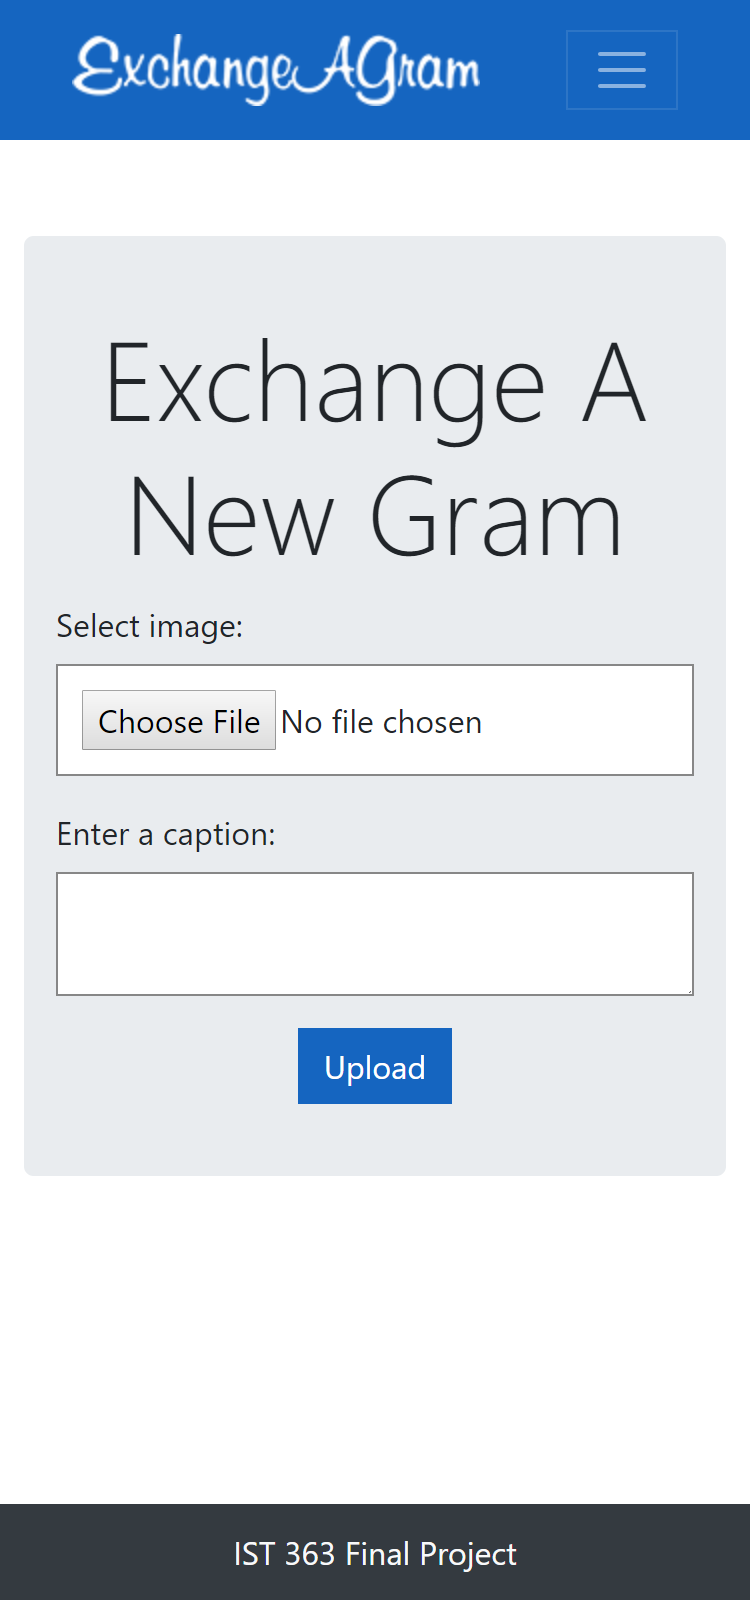 ExchangeAGram
Exchange A
New Gram
Select image:
Choose File No file chosen
Enter a caption:
Upload
IST 363 Final Project